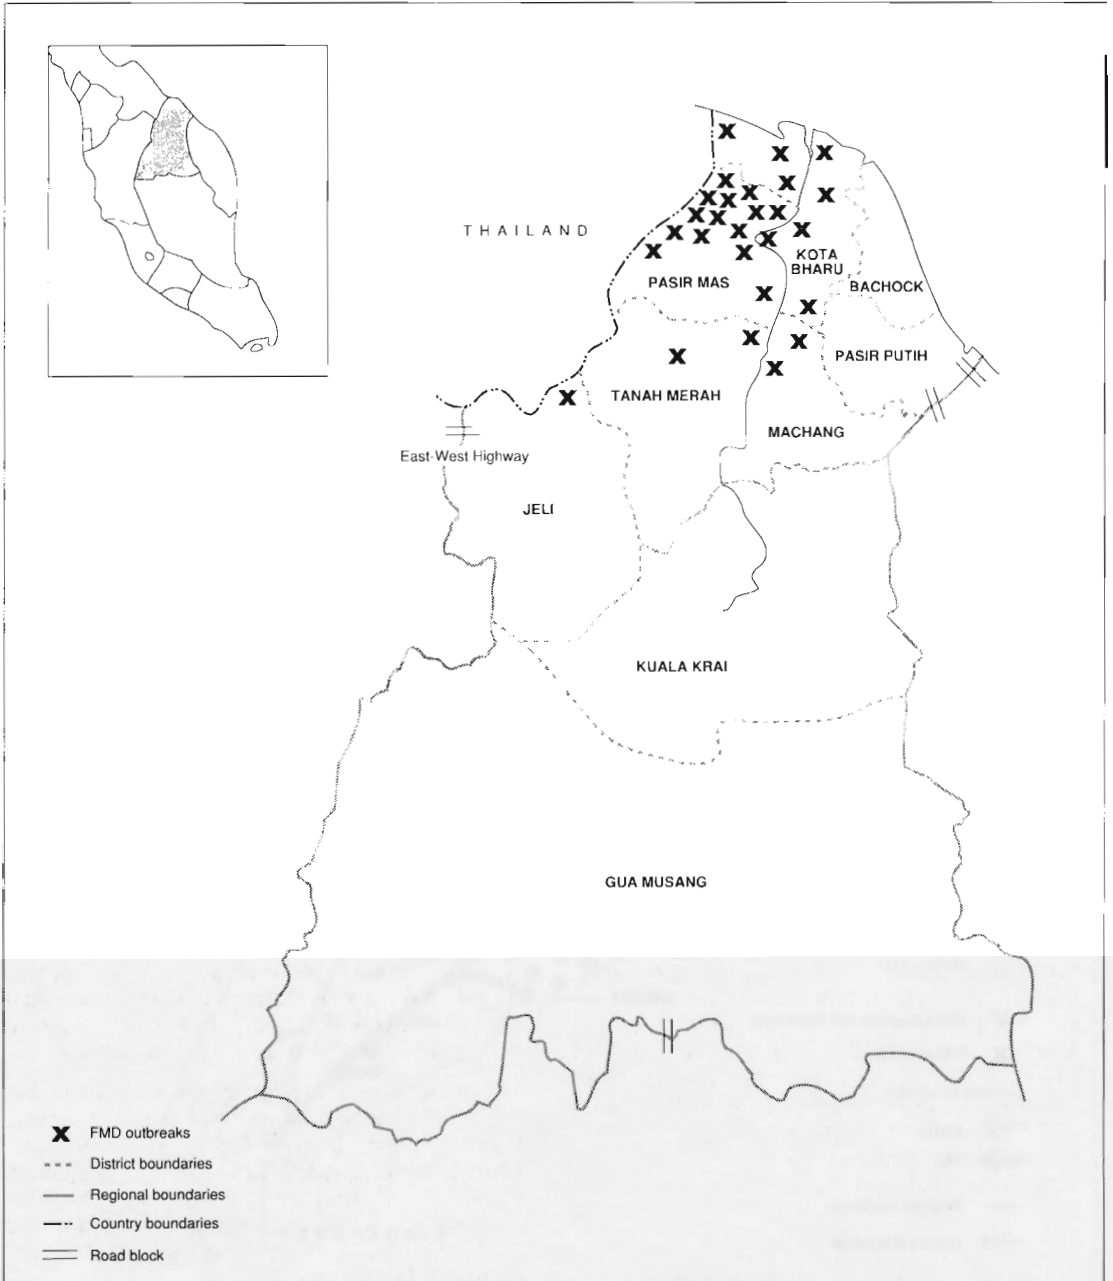 THAILAND
KOTA
BHARU
PASIR MAS
BACHOCK
PASIR PUTIH
TANAH MERAH
MACHANG
East-West Highway
JELI
KUALA KRAI
GUA MUSANG
X FMD outbreaks
District boundaries
Regional boundaries
Country boundaries
Road block